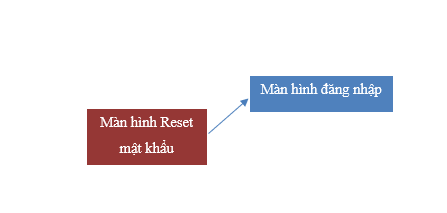 Màn hình đăng nhập
Màn hình Reset
mật khẩu